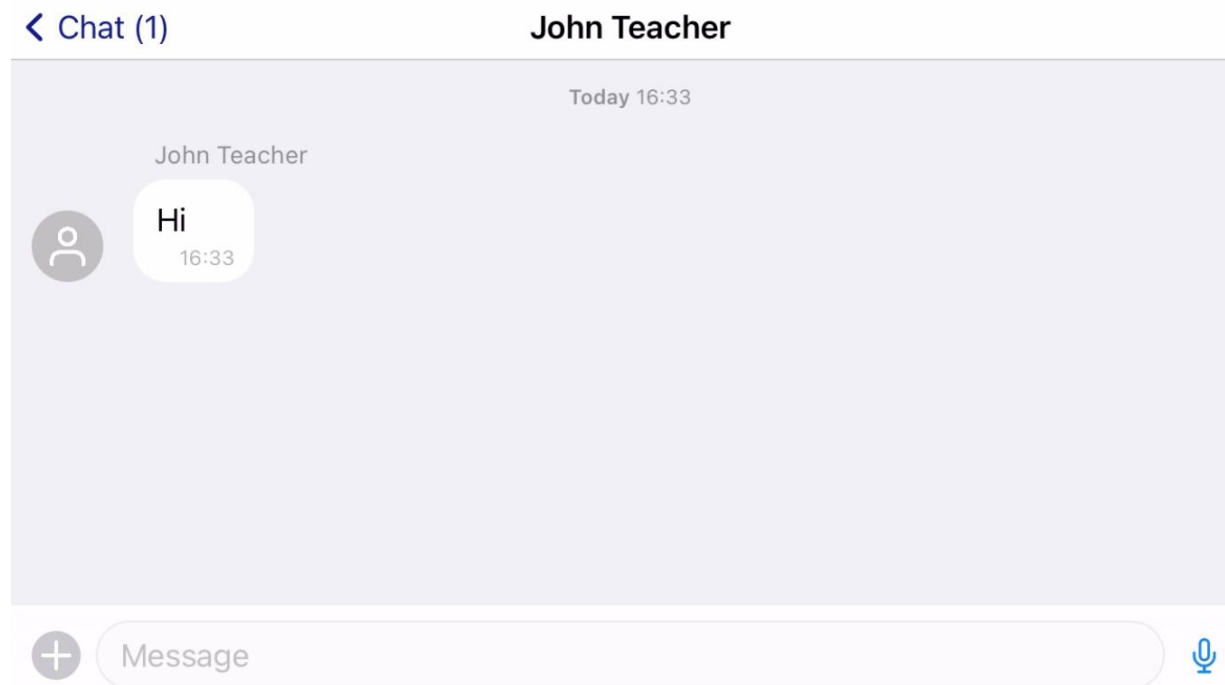 Chat (1)
John Teacher
Today 16:33
John Teacher
Hi
16:33
Message